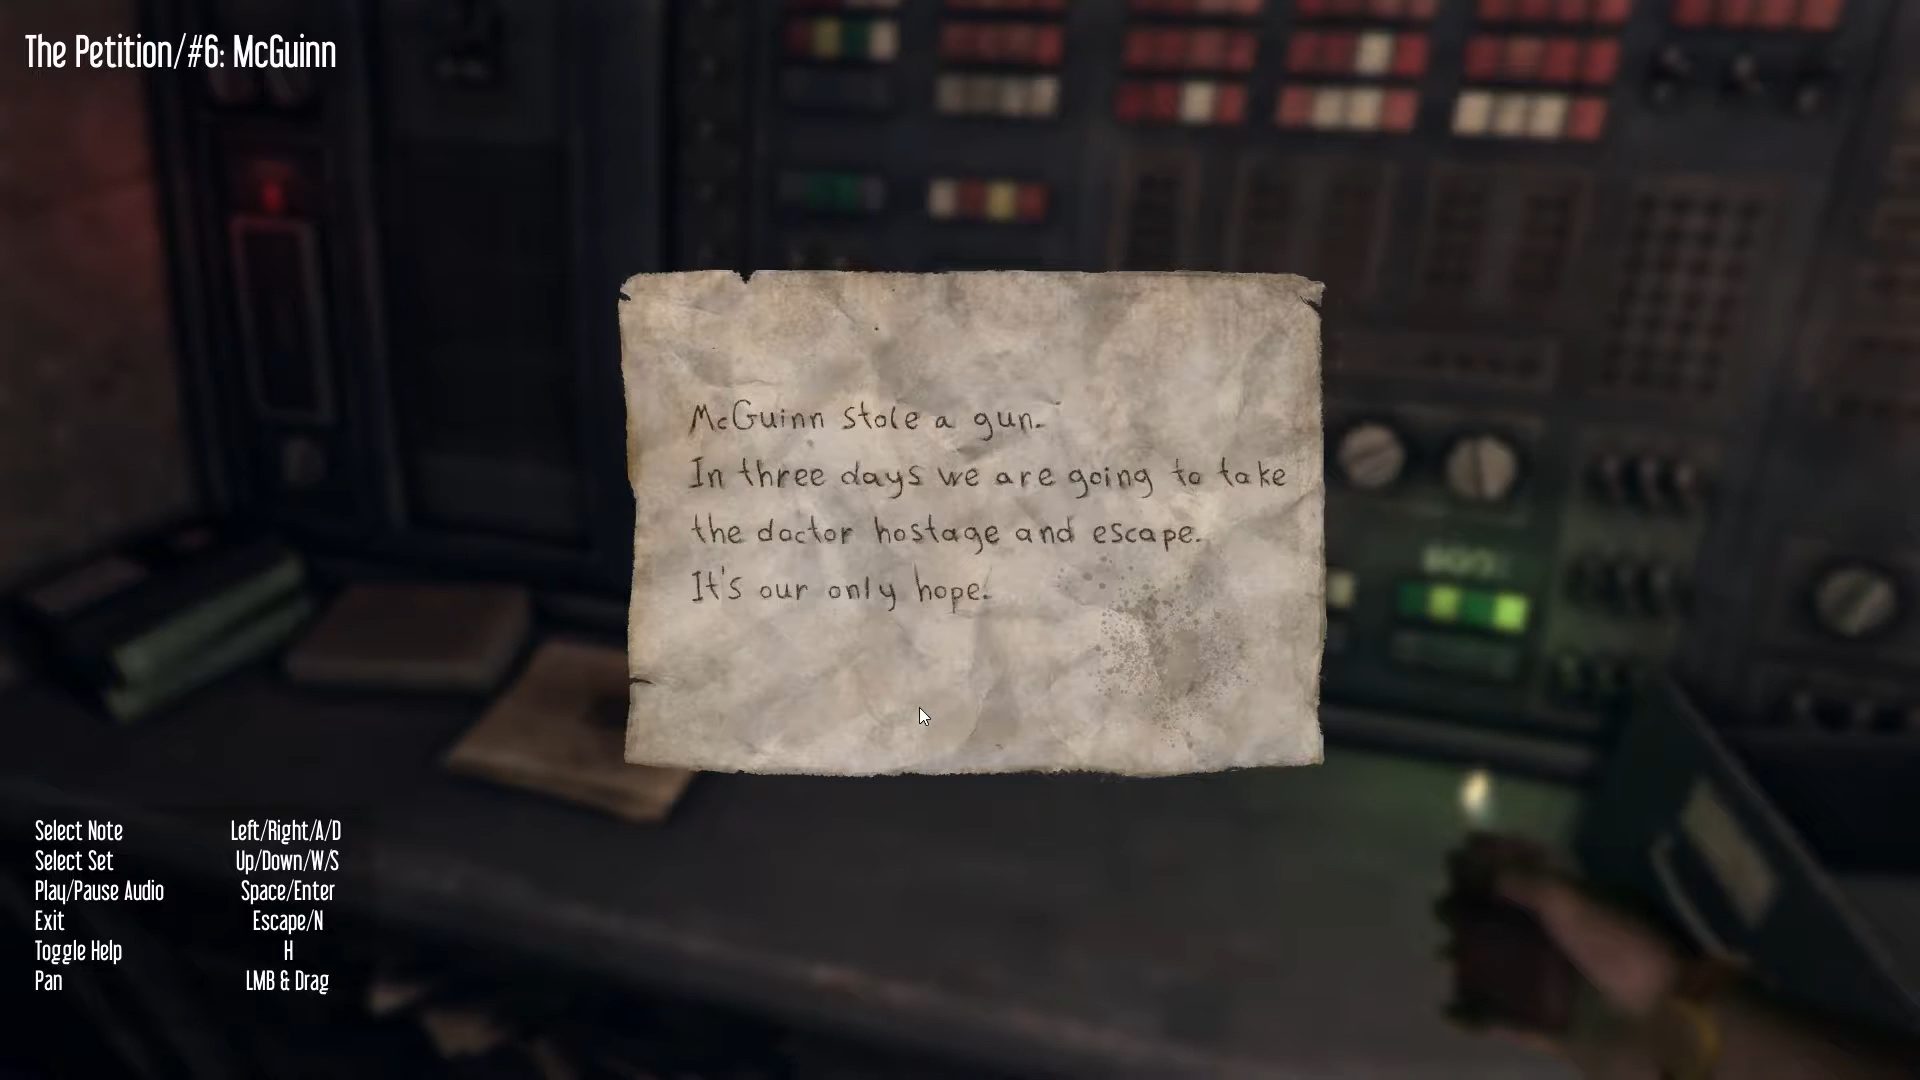 The Petition/#6: McGuinn
McGuinn stole a gun.
In three days we are going to take
the doctor hostage and escape.
It's our only hope.
Select Note Left/Right/A/D
Select Set Up/Down/W/S
Play/Pause Audio Space/Enter
Exit Escape/N
Toggle Help H
Pan LMB & Drag